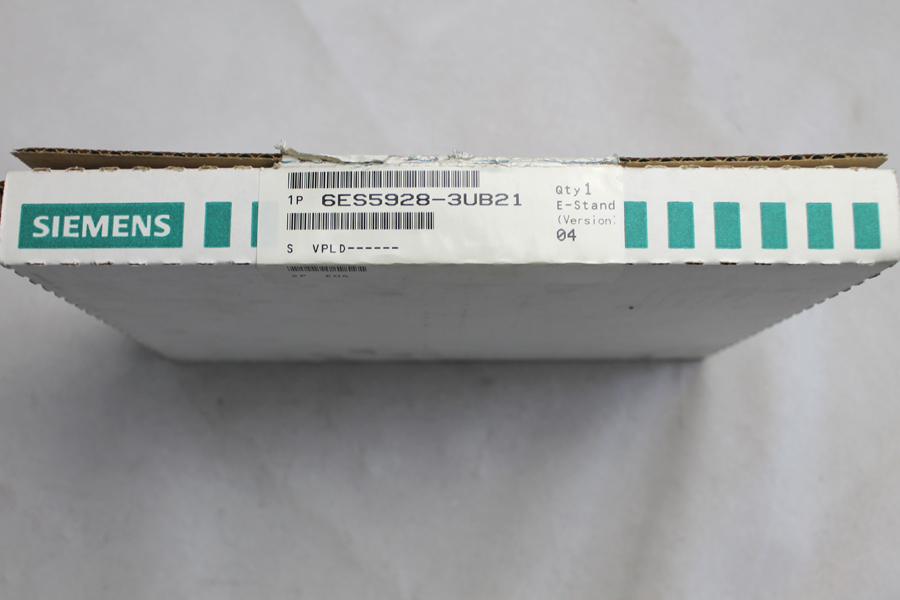 SIEMENS
1P 6ES5928-3UB21
S VPLD------
Qty 1
E-Stand
(Version:
04